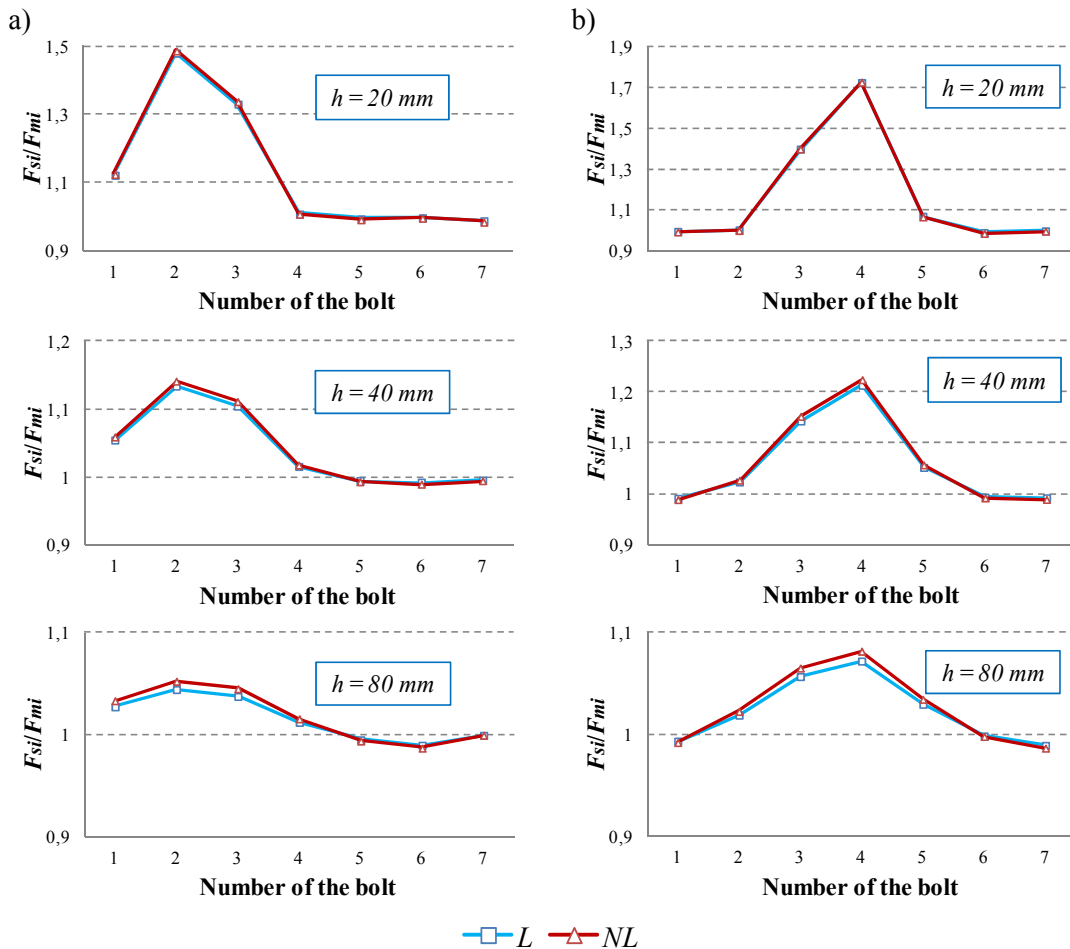 a)
1,5
1,3
1,1
0,9
Fsi/Fmi
h = 20 mm
1 2 3 4 5 6 7
Number of the bolt
b)
1,9
1,7
1,5
1,3
1,1
0,9
Fsi/Fmi
h = 20 mm
1 2 3 4 5 6 7
Number of the bolt
1,2
1,1
1
0,9
Fsi/Fmi
h = 40 mm
1 2 3 4 5 6 7
Number of the bolt
1,3
1,2
1,1
1
0,9
Fsi/Fmi
h = 40 mm
1 2 3 4 5 6 7
Number of the bolt
1,1
1
0,9
Fsi/Fmi
h = 80 mm
1 2 3 4 5 6 7
Number of the bolt
1,1
1
0,9
Fsi/Fmi
h = 80 mm
1 2 3 4 5 6 7
Number of the bolt
L NL